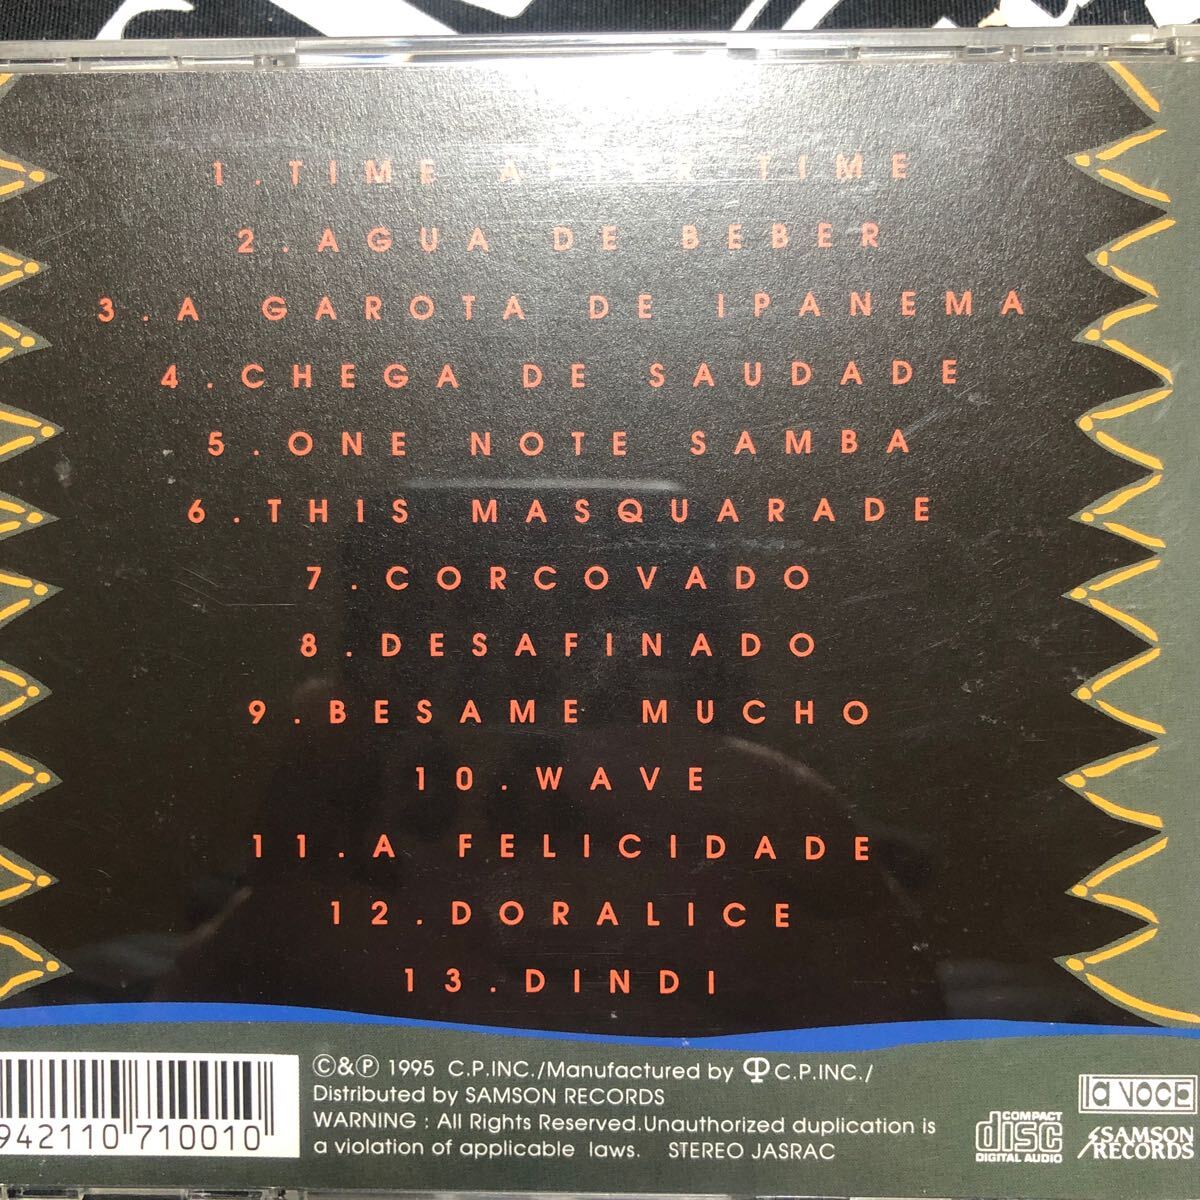 1.TIME AFTER TIME
2.AGUA DE BEBER
3.A GAROTA DE IPANEMA
4.CHEGA DE SAUDADE
5.ONE NOTE SAMBA
6.THIS MASQUARADE
7.CORCOVADO
8.DESAFINADO
9.BESAME MUCHO
10.WAVE
11.A FELICIDADE
12.DORALICE
13.DINDI
©&℗ 1995 C.P.INC./Manufactured by C.P.INC./
Distributed by SAMSON RECORDS
WARNING : All Rights Reserved.Unauthorized duplication is
a violation of applicable laws. STEREO JASRAC
942110 710010
COMPACT
disc
DIGITAL AUDIO
la VOCE
SAMSON
RECORDS